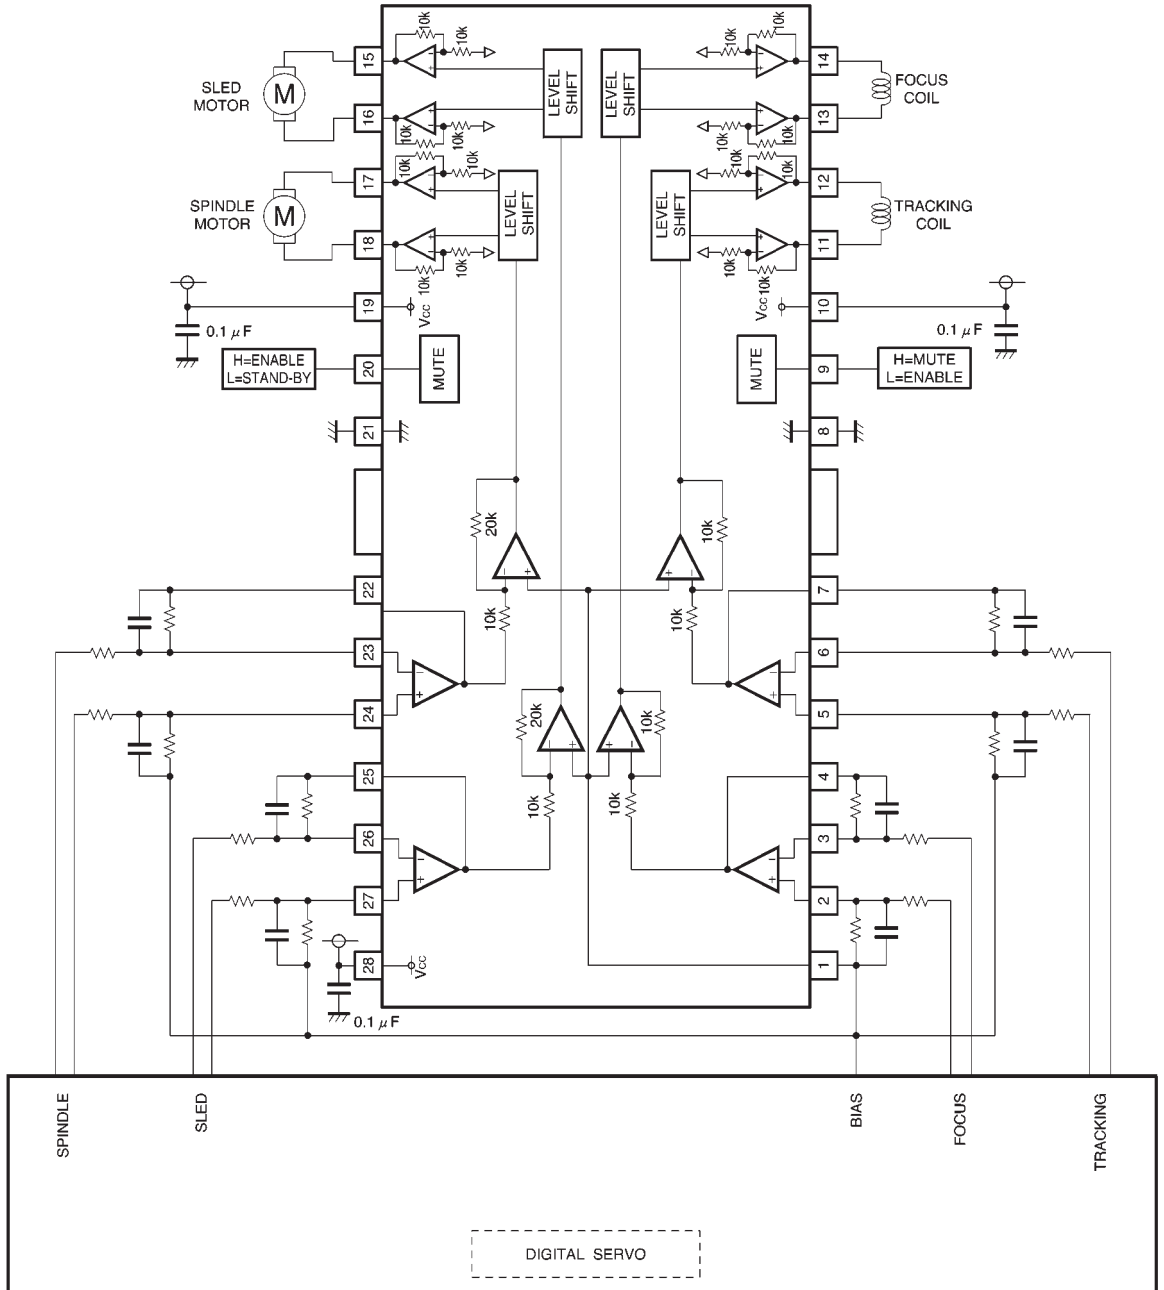 10k
10k
15
SLED
MOTOR
M
16
10k
10k
LEVEL
SHIFT
10k
10k
17
SPINDLE
MOTOR
M
18
10k
10k
LEVEL
SHIFT
10k
10k
14
FOCUS
COIL
13
10k
10k
LEVEL
SHIFT
10k
10k
12
TRACKING
COIL
11
10k
10k
LEVEL
SHIFT
19
Vcc
0.1 μF
Vcc
10
0.1 μF
H=ENABLE
L=STAND-BY
20
MUTE
MUTE
9
H=MUTE
L=ENABLE
21
8
20k
10k
22
7
10k
10k
23
6
24
5
20k
10k
25
4
10k
10k
26
3
27
2
28
Vcc
1
0.1 μF
SPINDLE
SLED
BIAS
FOCUS
TRACKING
DIGITAL SERVO